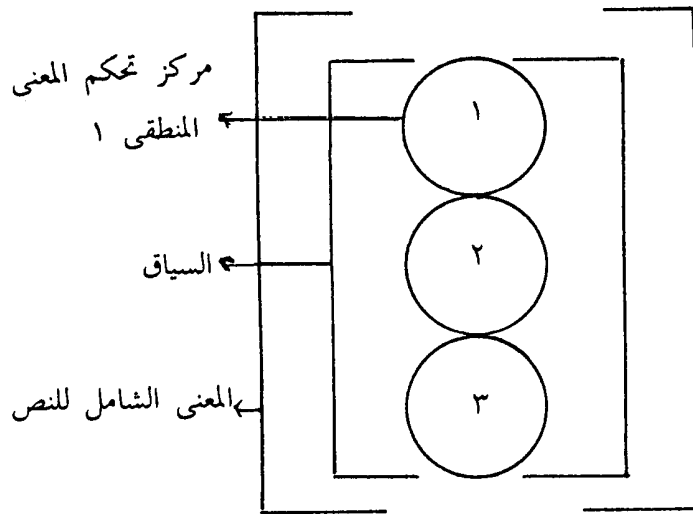 مركز تحكم المعنى
المنطقى ١
السياق
المعنى الشامل للنص
١
٢
٣